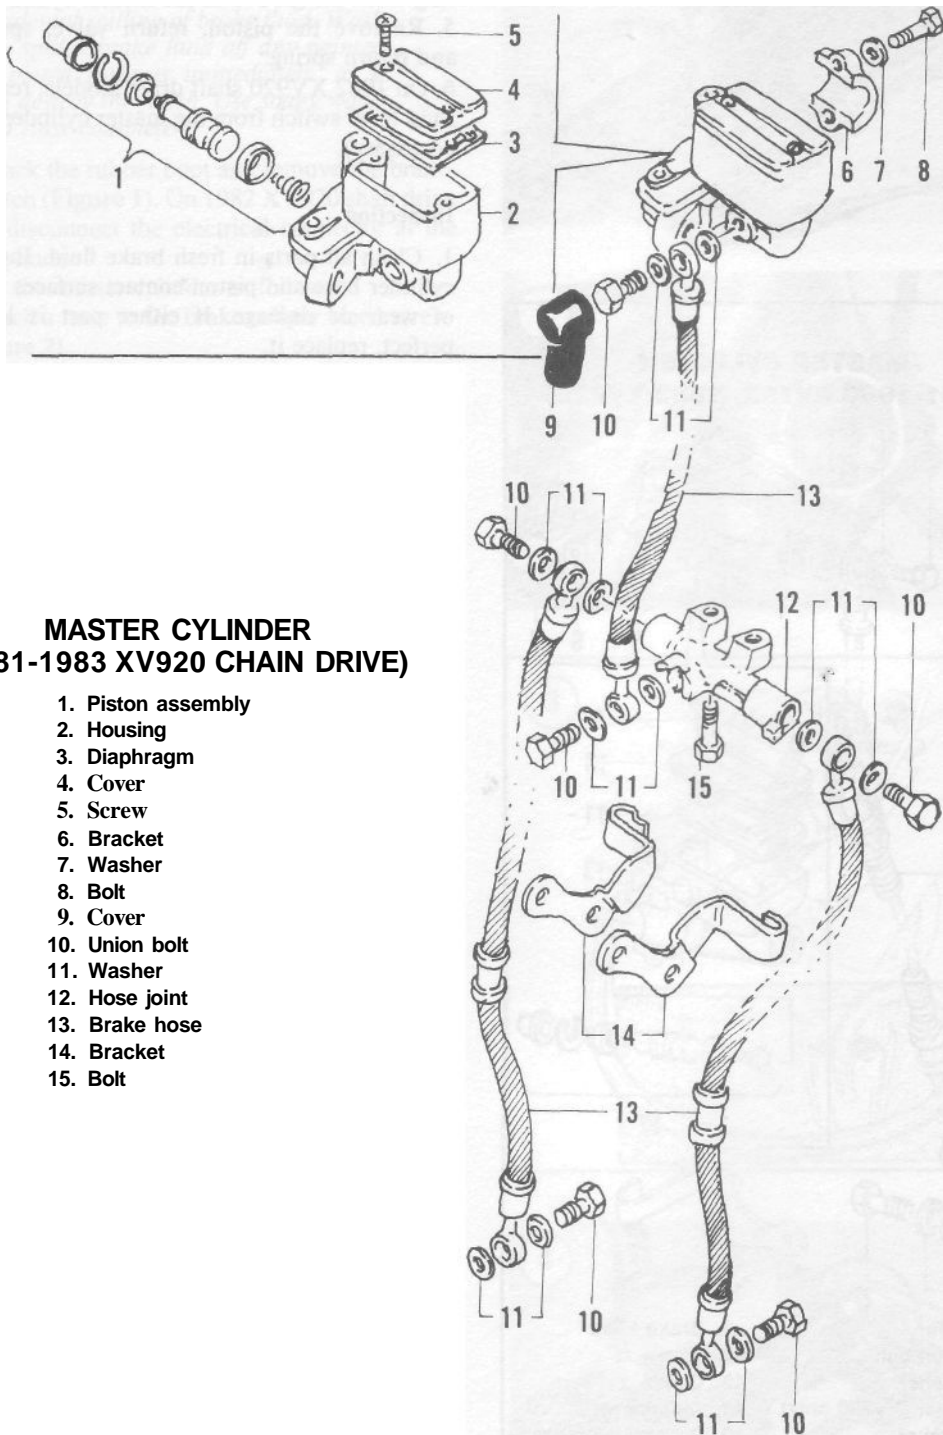 5
4
3
2
1
6
7
8
9
10
11
13
10
11
12
11
10
10
11
15
14
13
11
10
11
10
MASTER CYLINDER
31-1983 XV920 CHAIN DRIVE)
1. Piston assembly
2. Housing
3. Diaphragm
4. Cover
5. Screw
6. Bracket
7. Washer
8. Bolt
9. Cover
10. Union bolt
11. Washer
12. Hose joint
13. Brake hose
14. Bracket
15. Bolt